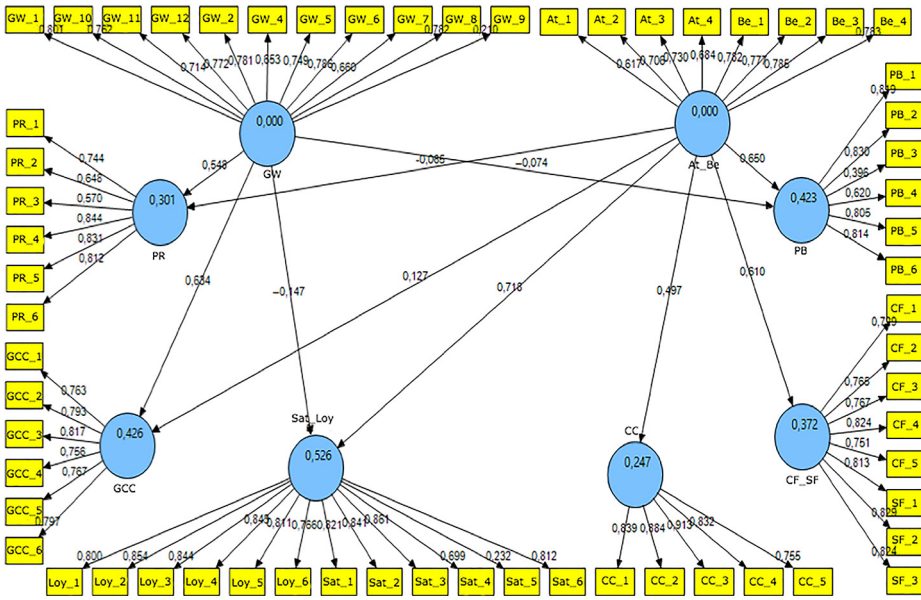 GW_1 GW_10 GW_11 GW_12 GW_2 GW_4 GW_5 GW_6 GW_7 GW_8 GW_9 At_1 At_2 At_3 At_4 Be_1 Be_2 Be_3 Be_4
0,801 0,762 0,782 0,210 0,783
0,714 0,772 0,781 0,653 0,749 0,786 0,660 0,617 0,706 0,730 0,684 0,782 0,777 0,785
PB_1
0,819
0,000 0,000
PB_2
PR_1
0,830
PB_3
0,744 0,548 GW -0,085 -0,074 At_Be 0,650
0,396
PR_2
0,648
PB_4
0,620
PR_3
0,570
0,301 0,423
PB_5
0,805
PR_4
0,844
0,814
PR_5
0,831
PR PB
0,812
PB_6
PR_6
0,634 -0,147 0,127 0,718 0,497 0,610
CF_1
GCC_1
CF_2
0,763
0,768
GCC_2
CF_3
0,793
0,767
Sat_Loy CC
GCC_3
0,817
0,426 0,526 0,247 0,372
CF_4
0,824
GCC_4
0,756
0,751
CF_5
GCC_5
0,767
0,813
GCC CF_SF
SF_1
0,797
0,829
GCC_6
SF_2
0,843 0,811 0,766 0,821 0,841 0,861 0,839 0,884 0,913 0,832
0,824
0,800 0,854 0,844 0,699 0,232 0,812 0,755
SF_3
Loy_1 Loy_2 Loy_3 Loy_4 Loy_5 Loy_6 Sat_1 Sat_2 Sat_3 Sat_4 Sat_5 Sat_6 CC_1 CC_2 CC_3 CC_4 CC_5